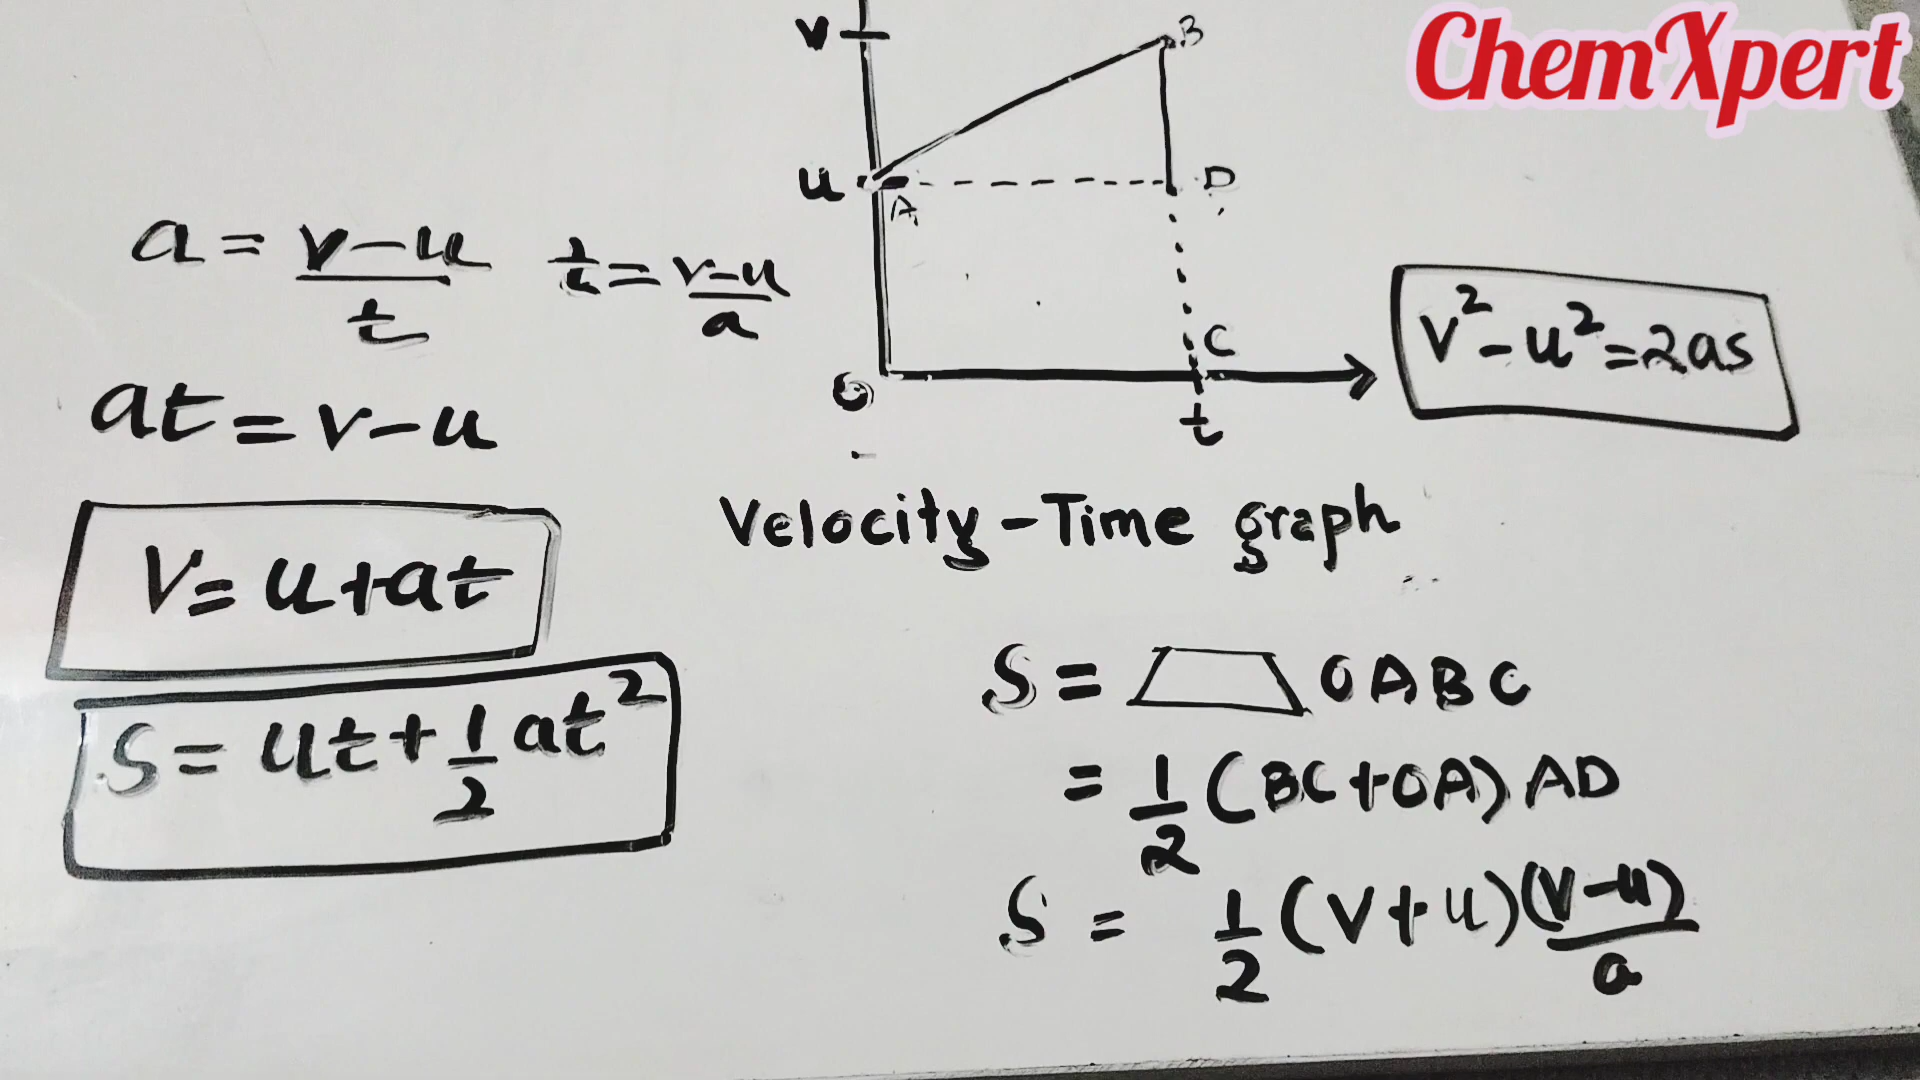 ChemXpert
V
B
u
A
D
a = v-u/t
t = v-u/a
C
O
t
v²-u²=2as
at = v-u
Velocity-Time graph
V = u+at
S = ut+1/2 at²
S = OABC
= 1/2 (BC+OA) AD
S = 1/2 (V+u) (v-u)/a